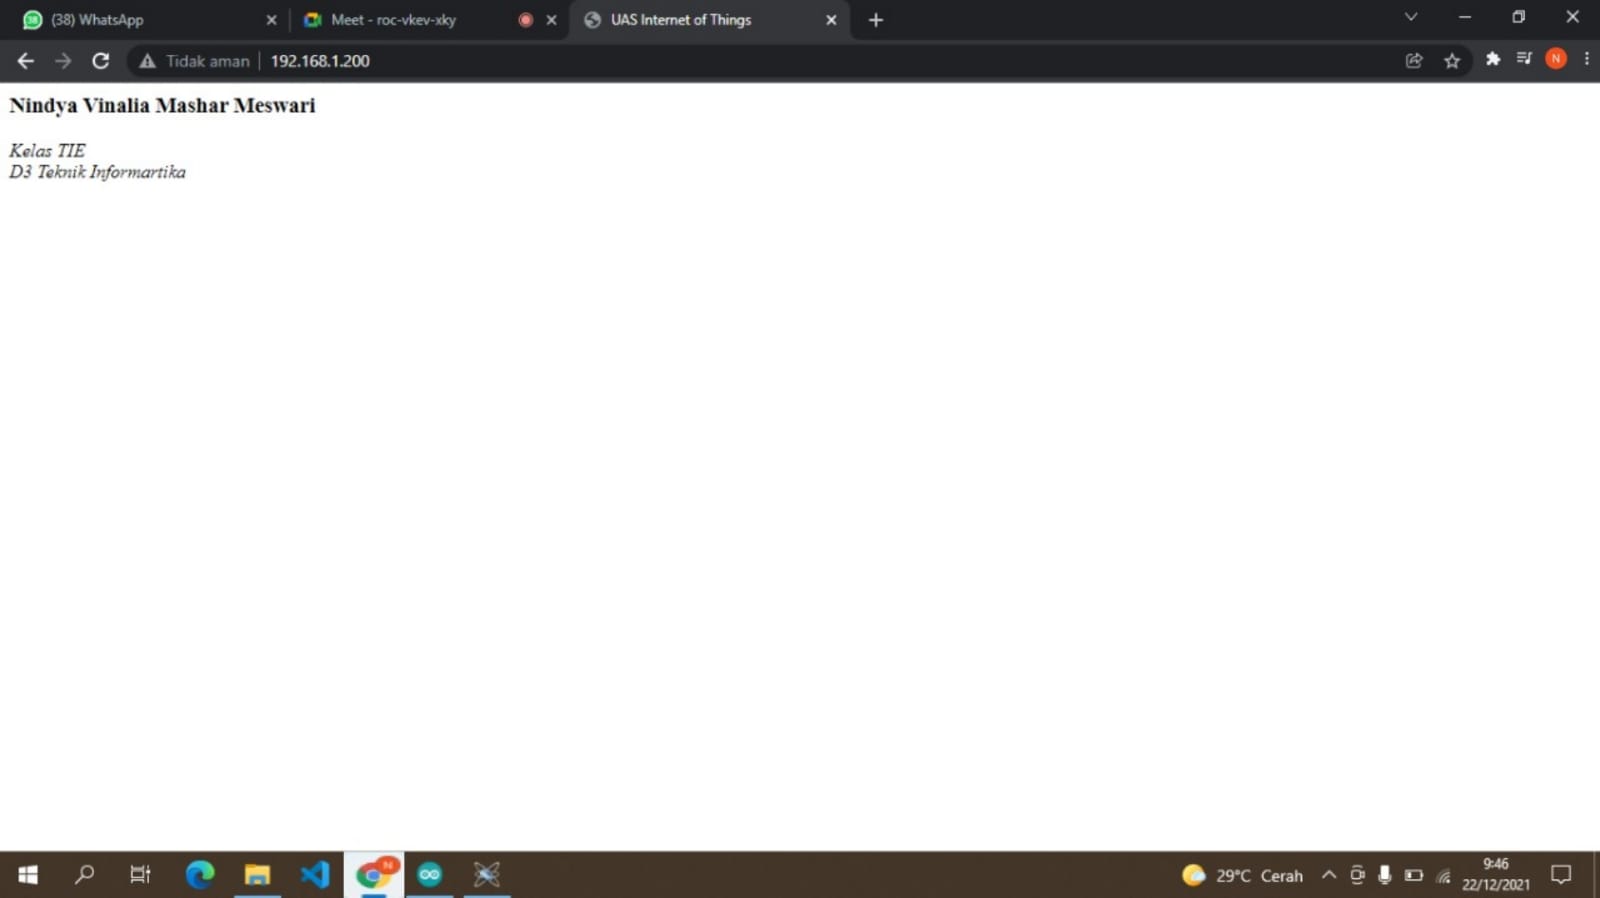 (38) WhatsApp
Meet - roc-vkev-xky
UAS Internet of Things
Tidak aman
192.168.1.200
N
Nindya Vinalia Mashar Meswari
Kelas TIE
D3 Teknik Informartika
29°C Cerah
9:46
22/12/2021